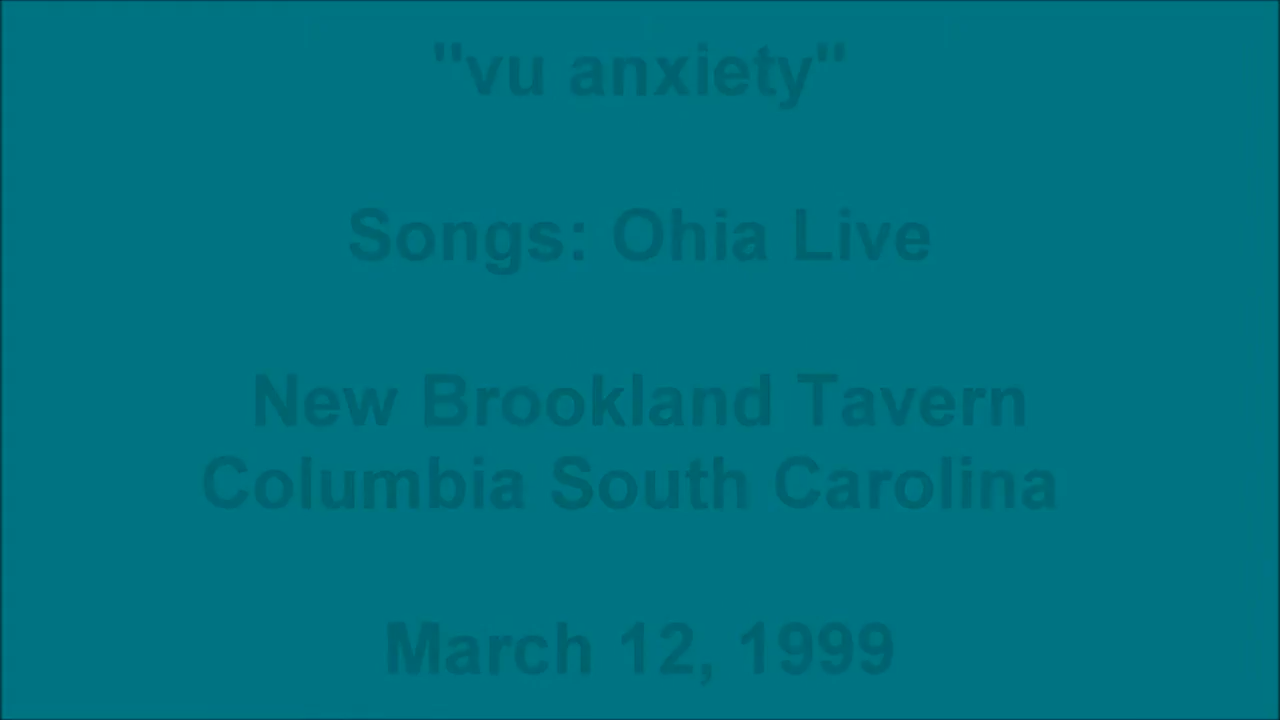 "vu anxiety"
Songs: Ohia Live
New Brookland Tavern
Columbia South Carolina
March 12, 1999